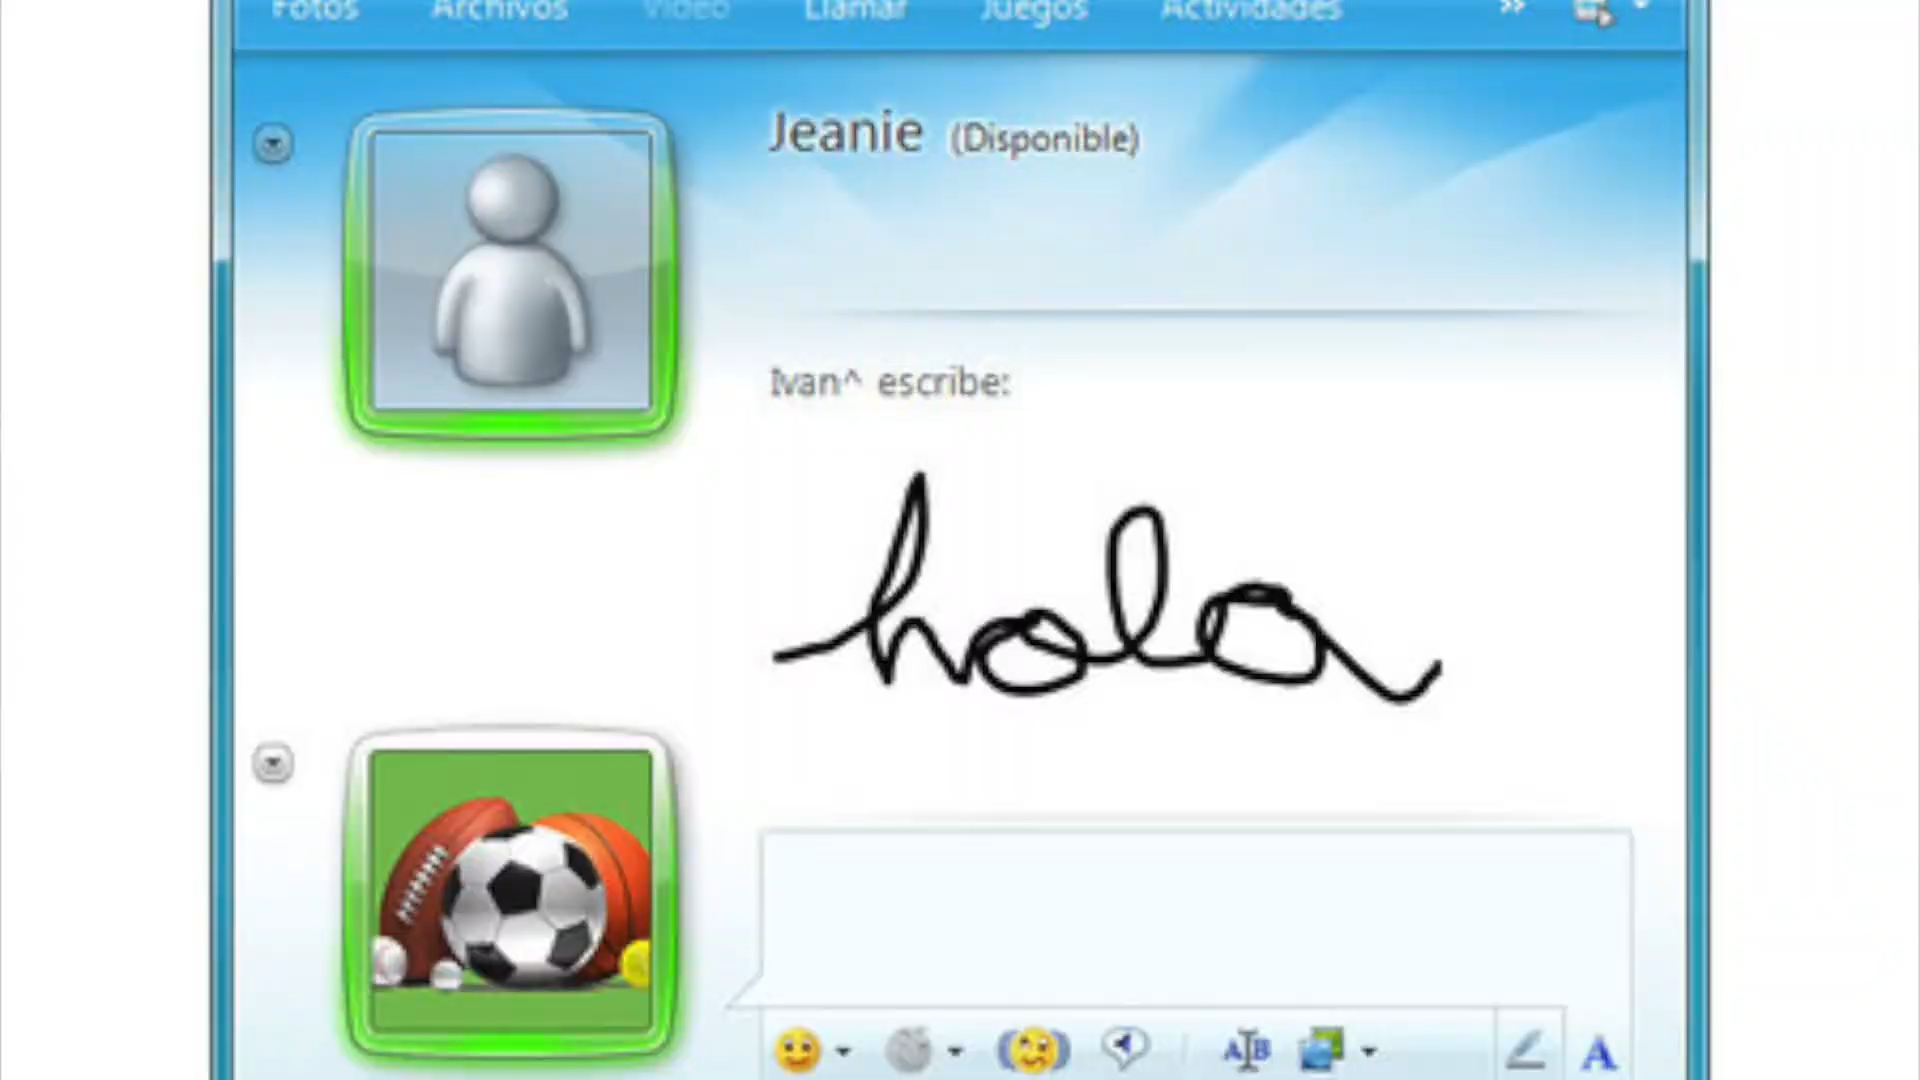 Fotos Archivos Video Llamar Juegos Actividades »
Jeanie (Disponible)
Ivan^ escribe:
hola